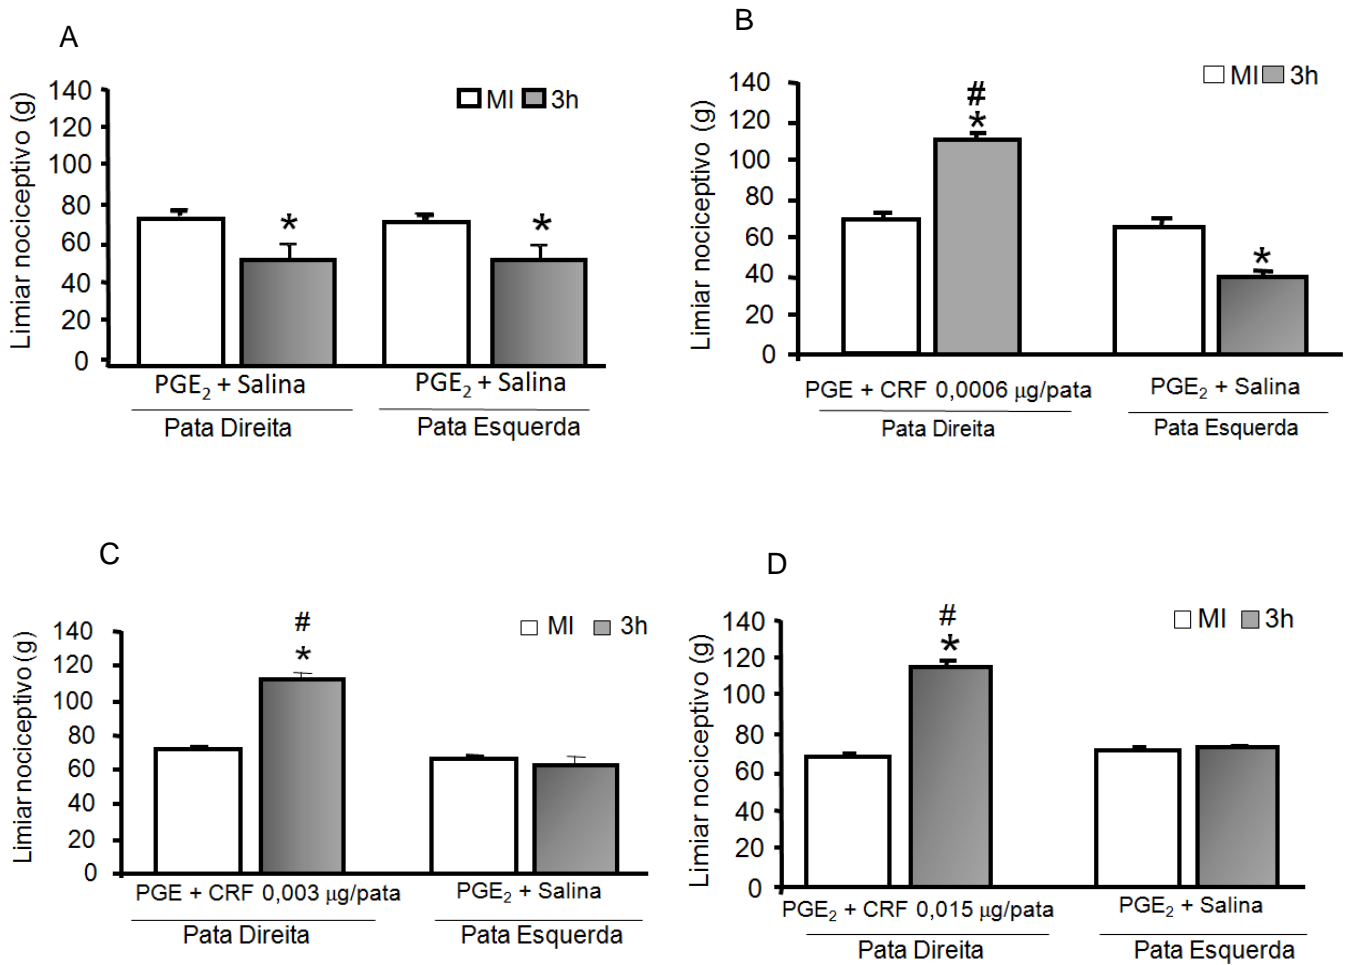 A
Limiar nociceptivo (g)
140
120
100
80
60
40
20
0
MI 3h
*
*
PGE₂ + Salina
PGE₂ + Salina
Pata Direita
Pata Esquerda
B
Limiar nociceptivo (g)
140
120
100
80
60
40
20
0
MI 3h
#
*
*
PGE + CRF 0,0006 µg/pata
PGE₂ + Salina
Pata Direita
Pata Esquerda
C
Limiar nociceptivo (g)
140
120
100
80
60
40
20
0
MI 3h
#
*
PGE + CRF 0,003 µg/pata
PGE₂ + Salina
Pata Direita
Pata Esquerda
D
Limiar nociceptivo (g)
140
120
100
80
60
40
20
0
MI 3h
#
*
PGE₂ + CRF 0,015 µg/pata
PGE₂ + Salina
Pata Direita
Pata Esquerda